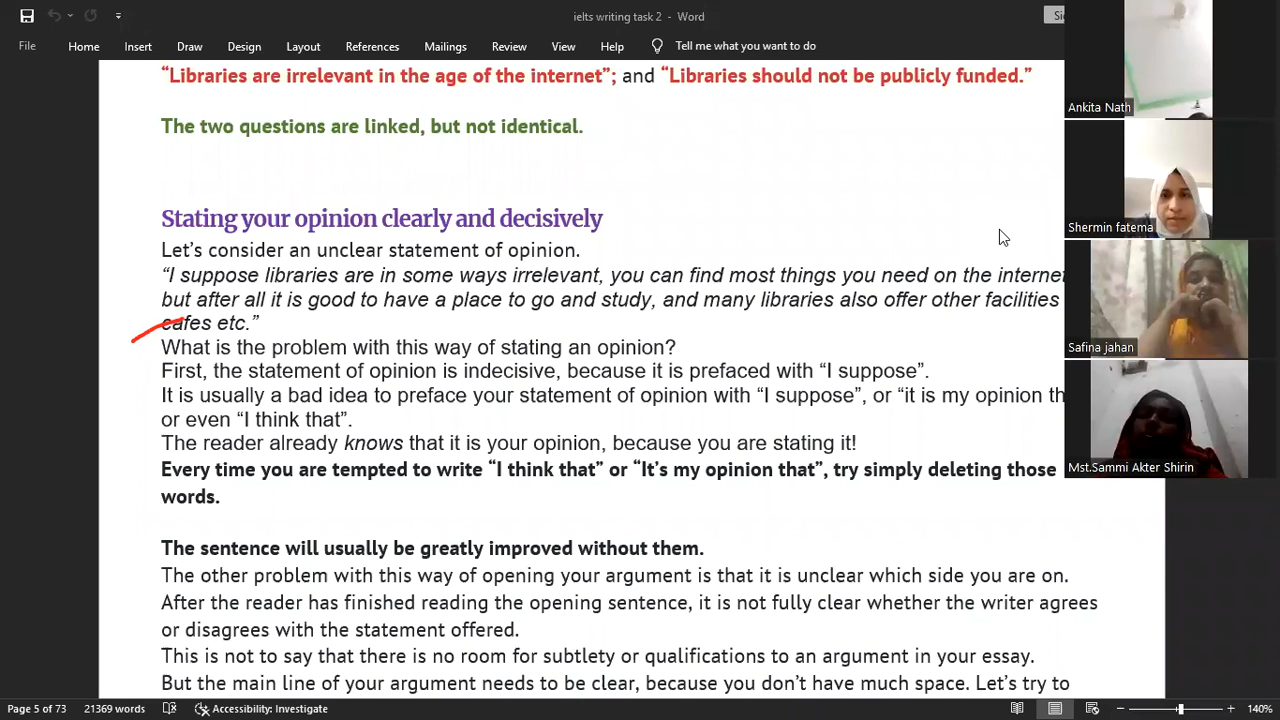 ielts writing task 2 - Word
File Home Insert Draw Design Layout References Mailings Review View Help Tell me what you want to do
“Libraries are irrelevant in the age of the internet”; and “Libraries should not be publicly funded.”
The two questions are linked, but not identical.
Stating your opinion clearly and decisively
Let’s consider an unclear statement of opinion.
“I suppose libraries are in some ways irrelevant, you can find most things you need on the internet
but after all it is good to have a place to go and study, and many libraries also offer other facilities
cafes etc.”
What is the problem with this way of stating an opinion?
First, the statement of opinion is indecisive, because it is prefaced with “I suppose”.
It is usually a bad idea to preface your statement of opinion with “I suppose”, or “it is my opinion
or even “I think that”.
The reader already knows that it is your opinion, because you are stating it!
Every time you are tempted to write “I think that” or “It’s my opinion that”, try simply deleting those
words.
The sentence will usually be greatly improved without them.
The other problem with this way of opening your argument is that it is unclear which side you are on.
After the reader has finished reading the opening sentence, it is not fully clear whether the writer agrees
or disagrees with the statement offered.
This is not to say that there is no room for subtlety or qualifications to an argument in your essay.
But the main line of your argument needs to be clear, because you don’t have much space. Let’s try to
Ankita Nath
Shermin fatema
Safina jahan
Mst.Sammi Akter Shirin
Page 5 of 73 21369 words Accessibility: Investigate 140%